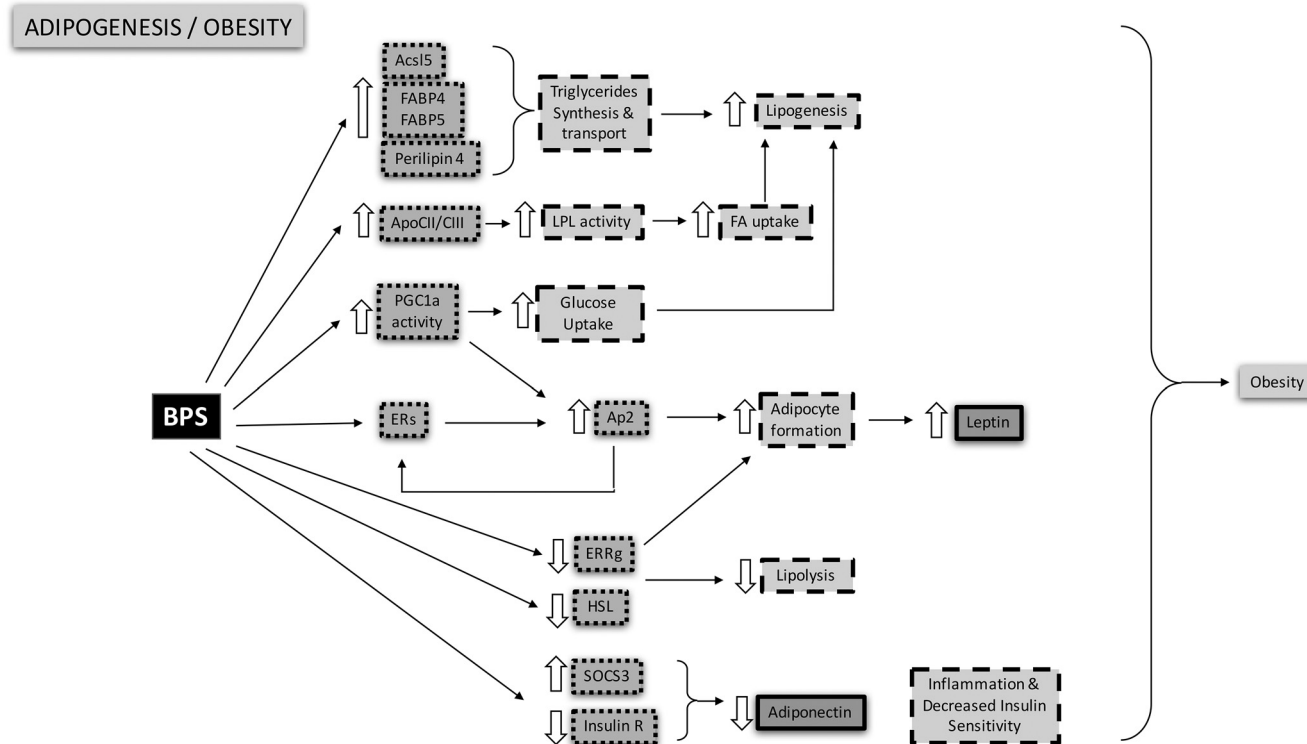 ADIPOGENESIS / OBESITY
Acsl5
FABP4
FABP5
Perilipin 4
Triglycerides
Synthesis &
transport
Lipogenesis
ApoCII/CIII
LPL activity
FA uptake
PGC1a
activity
Glucose
Uptake
BPS
ERs
Ap2
Adipocyte
formation
Leptin
Obesity
ERRg
HSL
Lipolysis
SOCS3
Insulin R
Adiponectin
Inflammation &
Decreased Insulin
Sensitivity